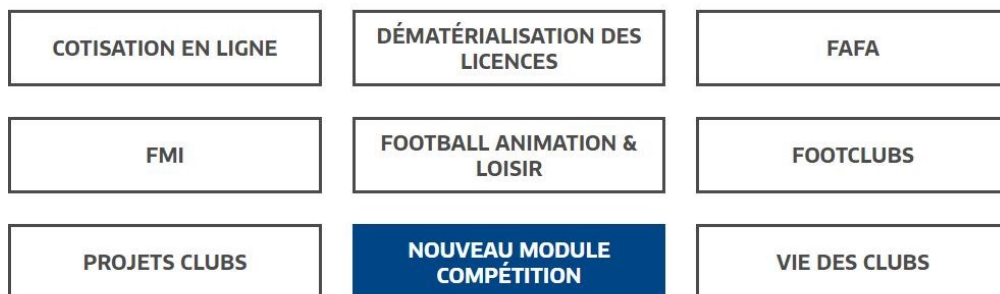 COTISATION EN LIGNE
DÉMATÉRIALISATION DES
LICENCES
FAFA
FMI
FOOTBALL ANIMATION &
LOISIR
FOOTCLUBS
PROJETS CLUBS
NOUVEAU MODULE
COMPÉTITION
VIE DES CLUBS